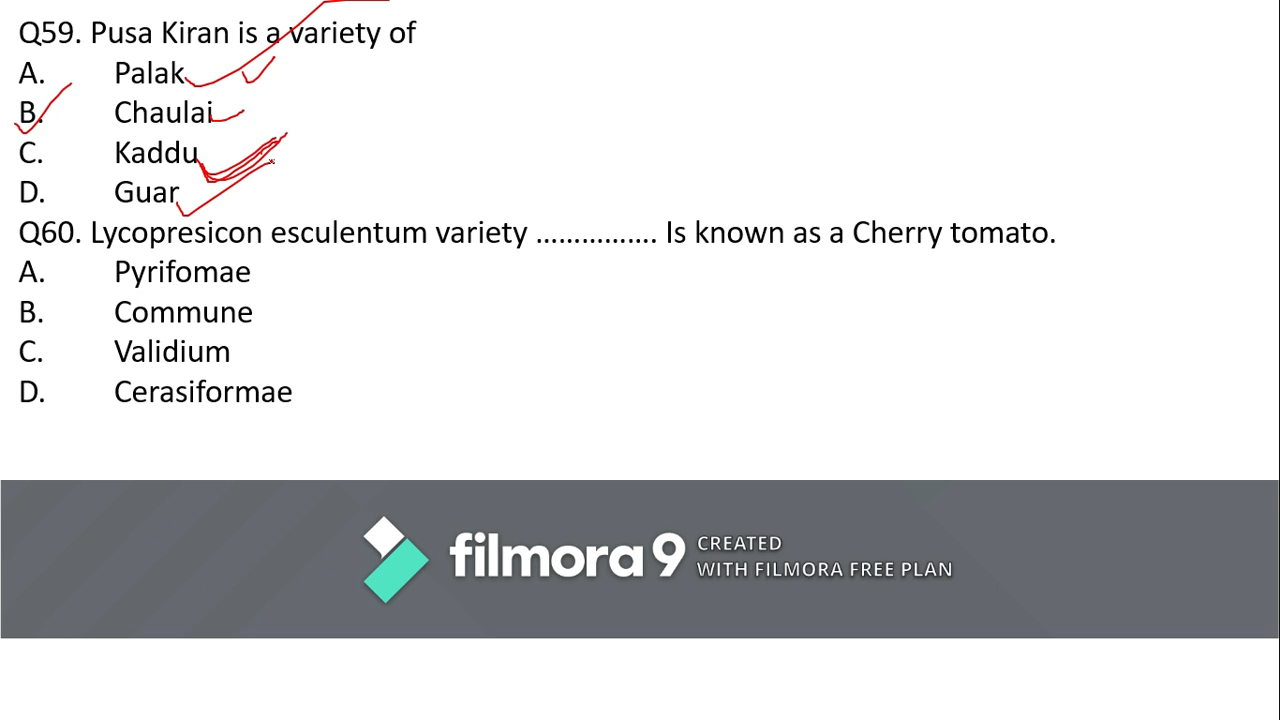 Q59. Pusa Kiran is a variety of
A. Palak
B. Chaulai
C. Kaddu
D. Guar
Q60. Lycopresicon esculentum variety ................ Is known as a Cherry tomato.
A. Pyrifomae
B. Commune
C. Validium
D. Cerasiformae
filmora 9 CREATED
WITH FILMORA FREE PLAN